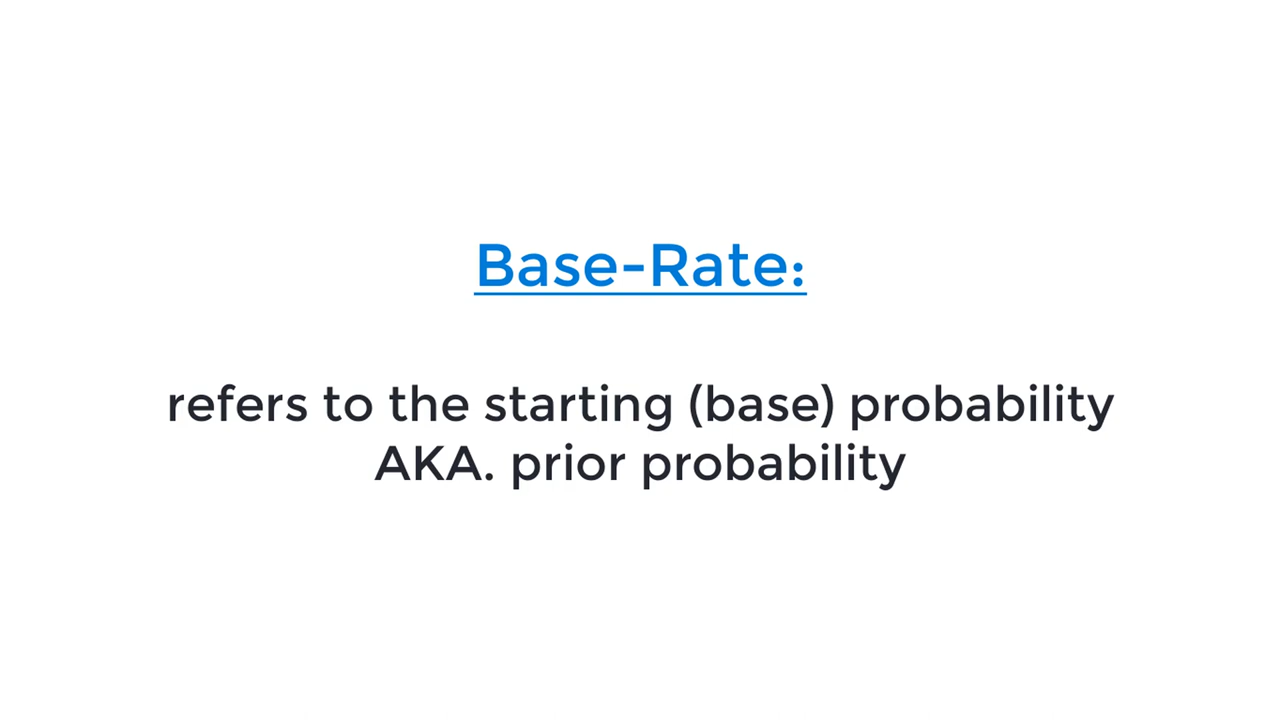 Base-Rate:
refers to the starting (base) probability
AKA. prior probability